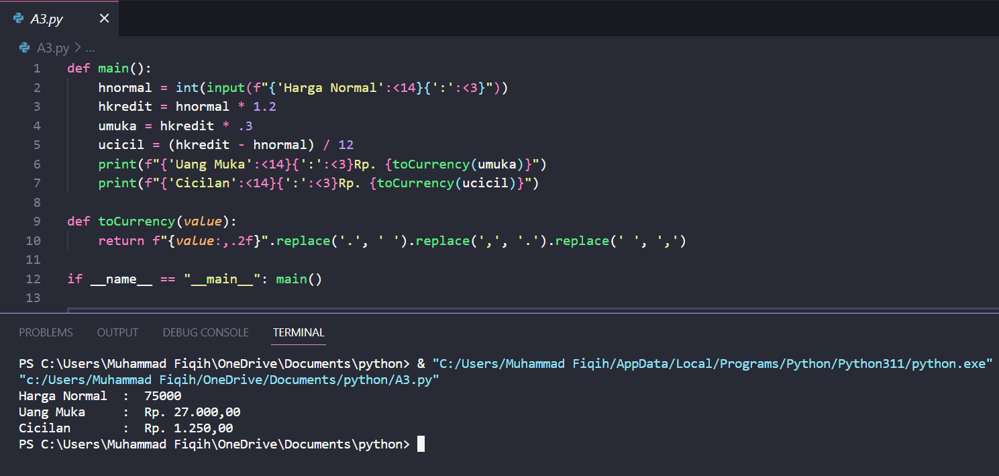 A3.py ×
A3.py > ...
1 def main():
2     hnormal = int(input(f"{'Harga Normal':<14}{':':<3}"))
3     hkredit = hnormal * 1.2
4     umuka = hkredit * .3
5     ucicil = (hkredit - hnormal) / 12
6     print(f"{'Uang Muka':<14}{':':<3}Rp. {toCurrency(umuka)}")
7     print(f"{'Cicilan':<14}{':':<3}Rp. {toCurrency(ucicil)}")
8
9 def toCurrency(value):
10     return f"{value:,.2f}".replace('.', ' ').replace(',', '.').replace(' ', ',')
11
12 if __name__ == "__main__": main()
13
PROBLEMS OUTPUT DEBUG CONSOLE TERMINAL
PS C:\Users\Muhammad Fiqih\OneDrive\Documents\python> & "C:/Users/Muhammad Fiqih/AppData/Local/Programs/Python/Python311/python.exe"
"c:/Users/Muhammad Fiqih/OneDrive/Documents/python/A3.py"
Harga Normal  :  75000
Uang Muka     :  Rp. 27.000,00
Cicilan       :  Rp. 1.250,00
PS C:\Users\Muhammad Fiqih\OneDrive\Documents\python>